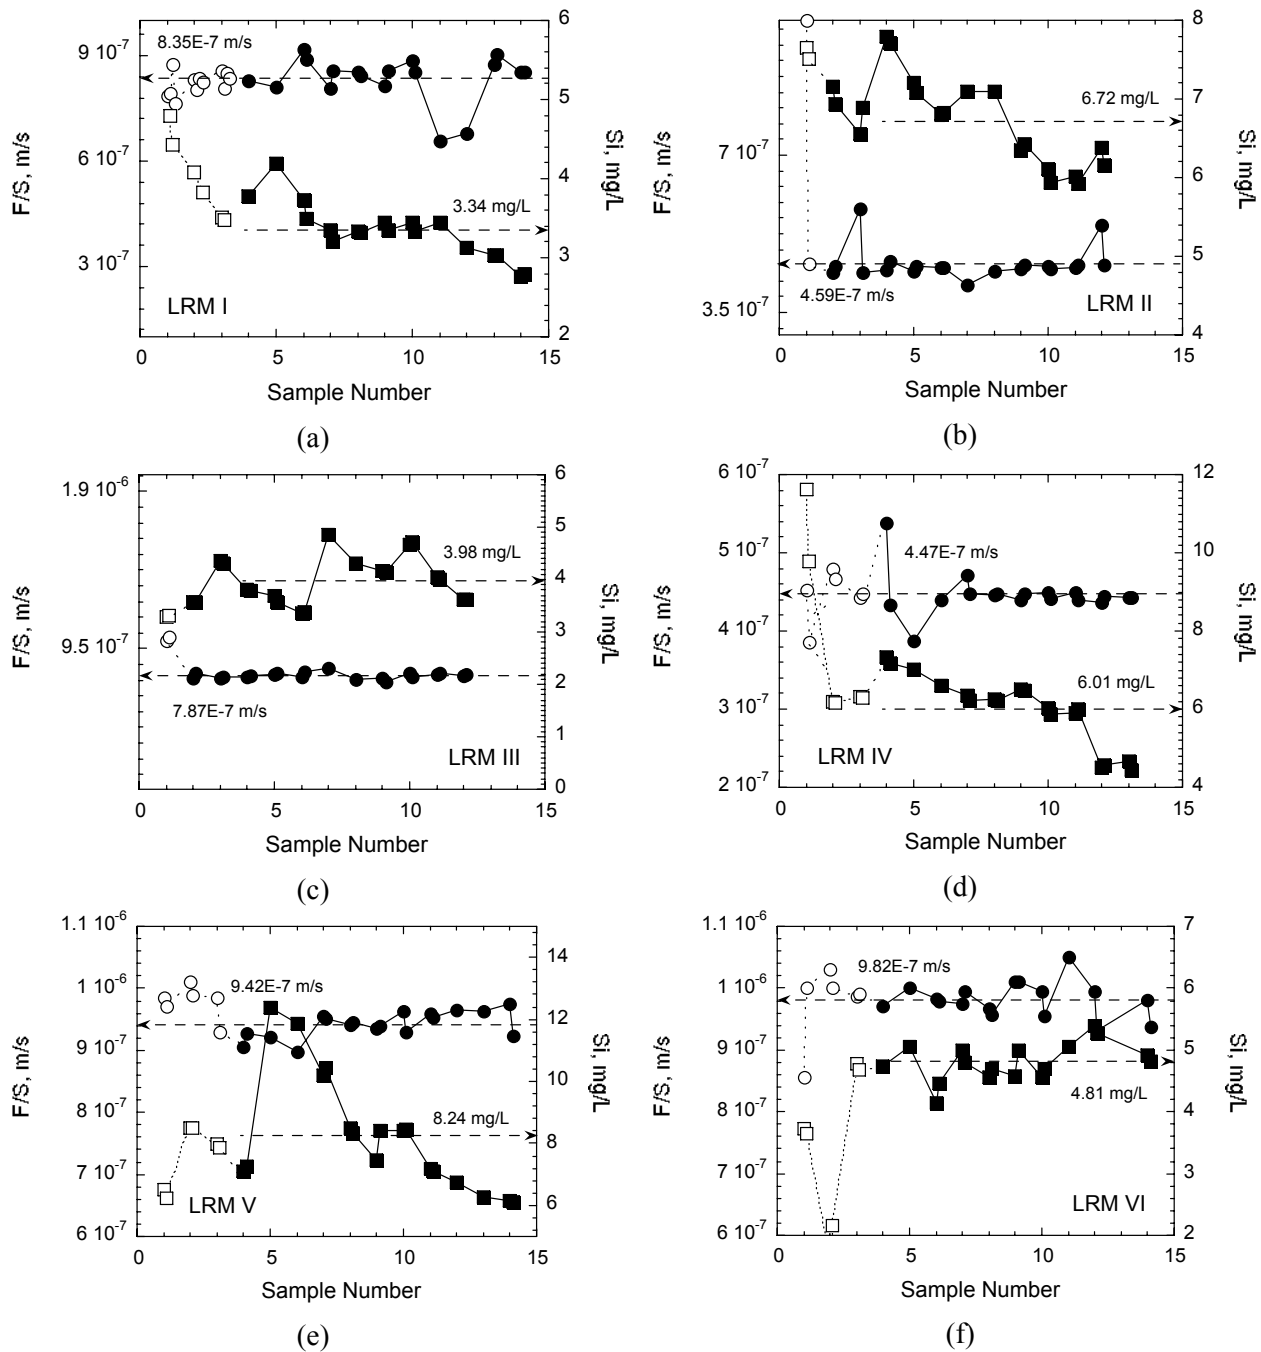 9 10-7
6 10-7
3 10-7
F/S, m/s
8.35E-7 m/s
3.34 mg/L
LRM I
6
5
4
3
2
Si, mg/L
0 5 10 15
Sample Number
(a)
7 10-7
3.5 10-7
F/S, m/s
6.72 mg/L
4.59E-7 m/s
LRM II
8
7
6
5
4
Si, mg/L
0 5 10 15
Sample Number
(b)
1.9 10-6
9.5 10-7
F/S, m/s
3.98 mg/L
7.87E-7 m/s
LRM III
6
5
4
3
2
1
0
Si, mg/L
0 5 10 15
Sample Number
(c)
6 10-7
5 10-7
4 10-7
3 10-7
2 10-7
F/S, m/s
4.47E-7 m/s
6.01 mg/L
LRM IV
12
10
8
6
4
Si, mg/L
0 5 10 15
Sample Number
(d)
1.1 10-6
1 10-6
9 10-7
8 10-7
7 10-7
6 10-7
F/S, m/s
9.42E-7 m/s
8.24 mg/L
LRM V
14
12
10
8
6
Si, mg/L
0 5 10 15
Sample Number
(e)
1.1 10-6
1 10-6
9 10-7
8 10-7
7 10-7
6 10-7
F/S, m/s
9.82E-7 m/s
4.81 mg/L
LRM VI
7
6
5
4
3
2
Si, mg/L
0 5 10 15
Sample Number
(f)